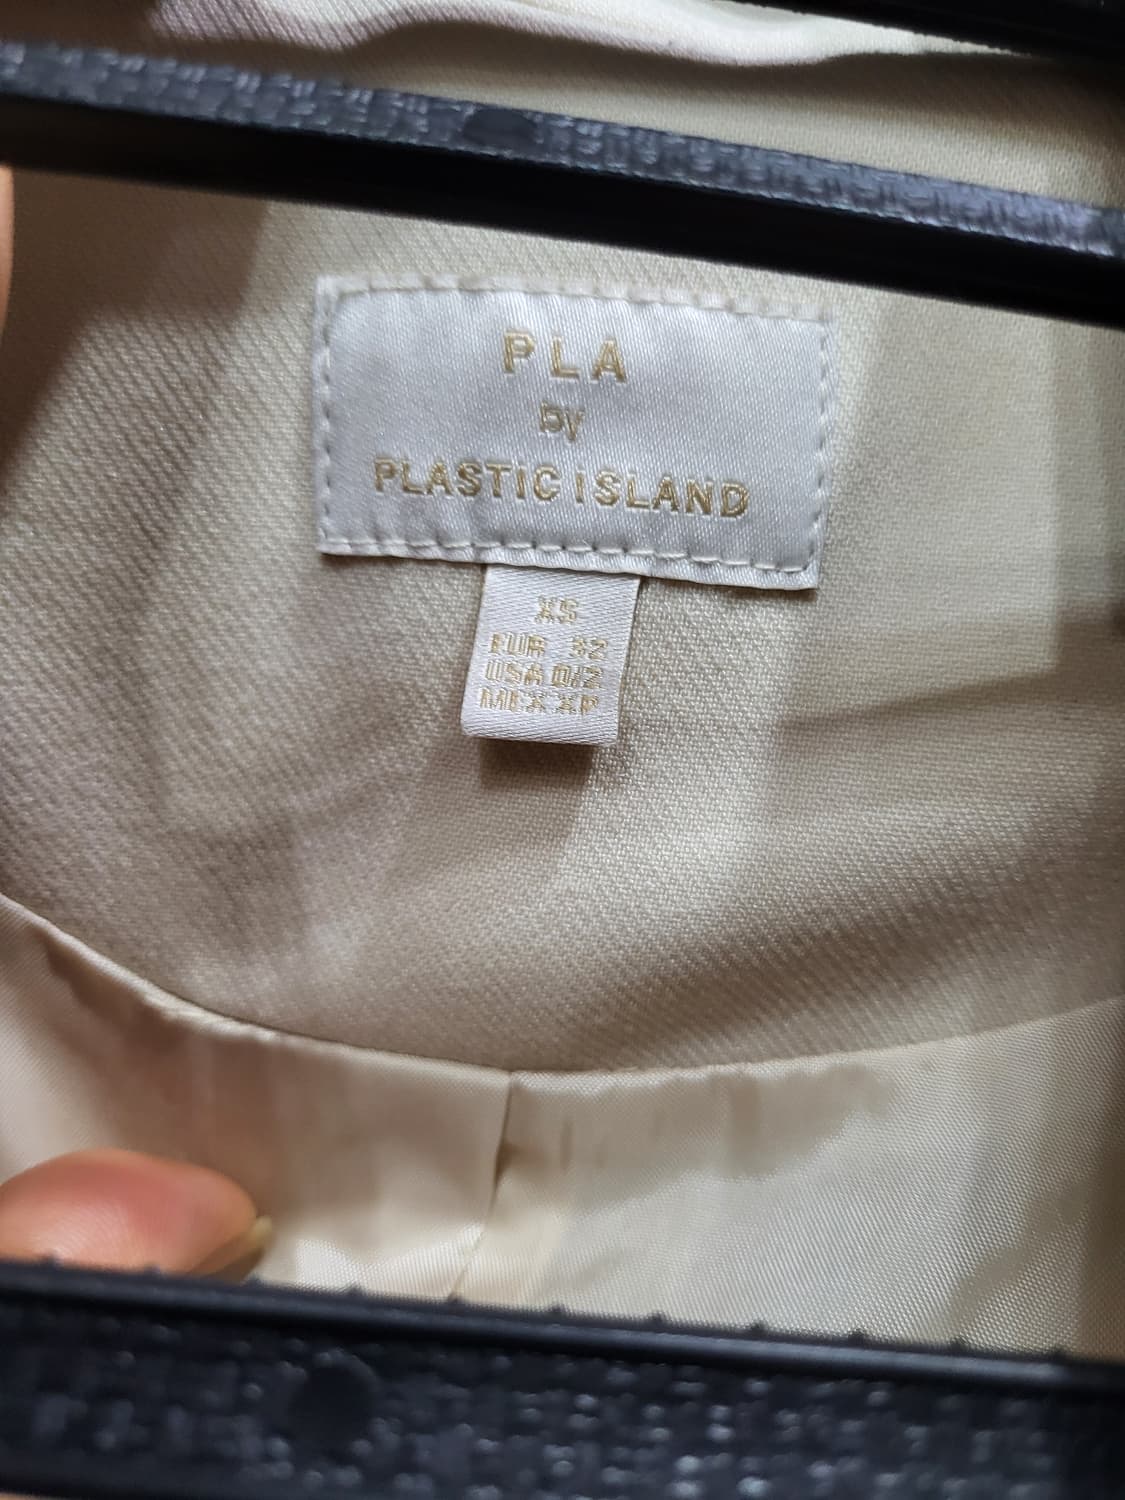 PLA
by
PLASTiC iSLAND
XS
EUR 32
USA 0/2
MEX XP